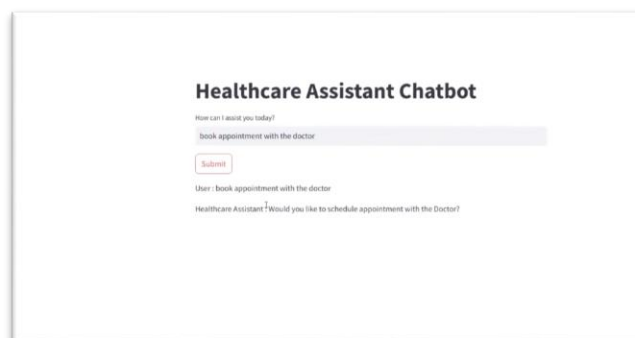 Healthcare Assistant Chatbot
How can I assist you today?
book appointment with the doctor
Submit
User : book appointment with the doctor
Healthcare Assistant : Would you like to schedule appointment with the Doctor?